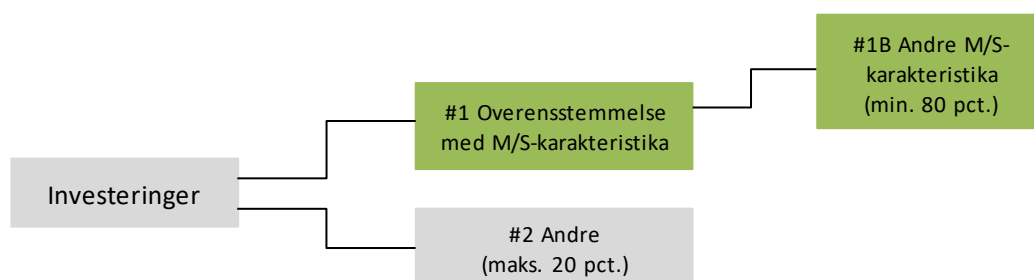 Investeringer
#1 Overensstemmelse
med M/S-karakteristika
#1B Andre M/S-
karakteristika
(min. 80 pct.)
#2 Andre
(maks. 20 pct.)